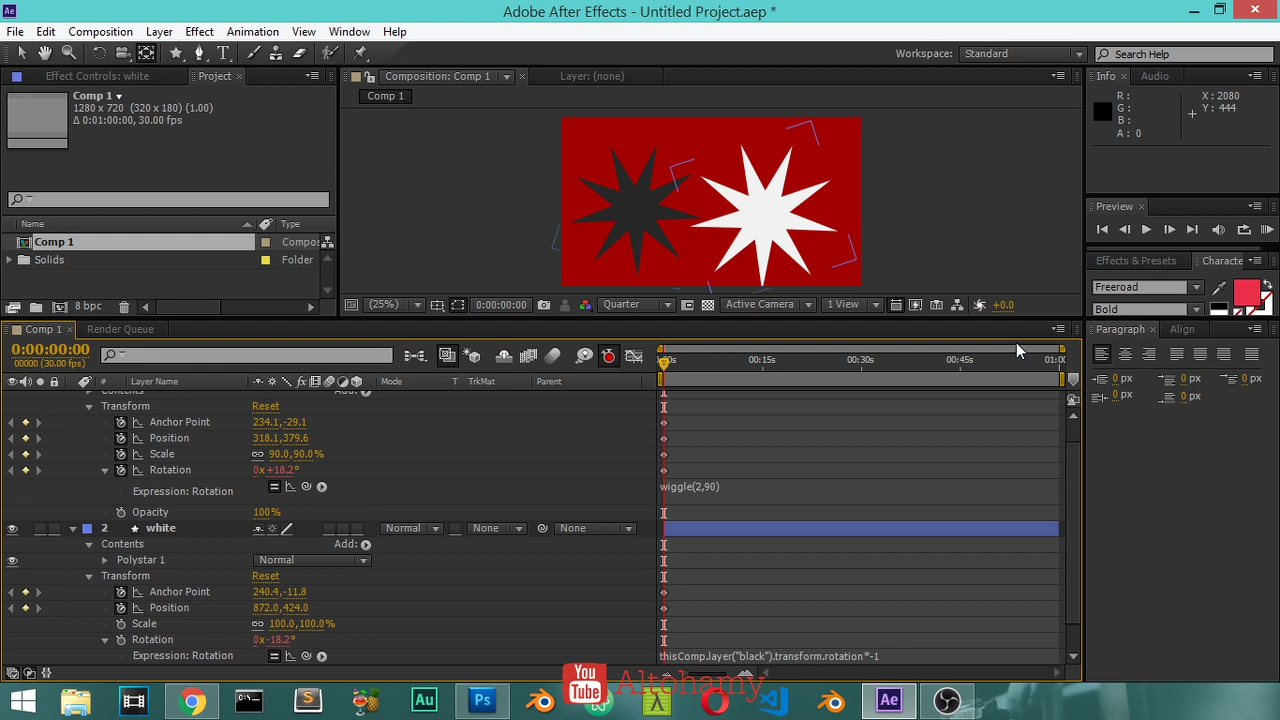 Ae
Adobe After Effects - Untitled Project.aep *
File Edit Composition Layer Effect Animation View Window Help
Workspace: Standard Search Help
Effect Controls: white Project
Composition: Comp 1 Layer: (none)
Info Audio
Comp 1
1280 x 720 (320 x 180) (1.00)
Δ 0:01:00:00, 30.00 fps
Comp 1
R: X: 2080
G: Y: 444
B:
A: 0
Preview
Name Type
Comp 1 Compos
Solids Folder
Effects & Presets Characte
Freeroad
Bold
8 bpc
(25%) 0:00:00:00 Quarter Active Camera 1 View +0.0
Comp 1 Render Queue
Paragraph Align
0:00:00:00
00000 (30.00 fps)
:00s 00:15s 00:30s 00:45s 01:00
# Layer Name Mode T TrkMat Parent
0 px 0 px 0 px
0 px 0 px
Contents Add:
Transform Reset
Anchor Point 234.1,-29.1
Position 318.1,379.6
Scale 90.0,90.0%
Rotation 0x+18.2°
Expression: Rotation wiggle(2,90)
Opacity 100%
2 white Normal None None
Contents Add:
Polystar 1 Normal
Transform Reset
Anchor Point 240.4,-11.8
Position 872.0,424.0
Scale 100.0,100.0%
Rotation 0x-18.2°
Expression: Rotation thisComp.layer("black").transform.rotation*-1
You Tube Altohamy
Au Ps Ae